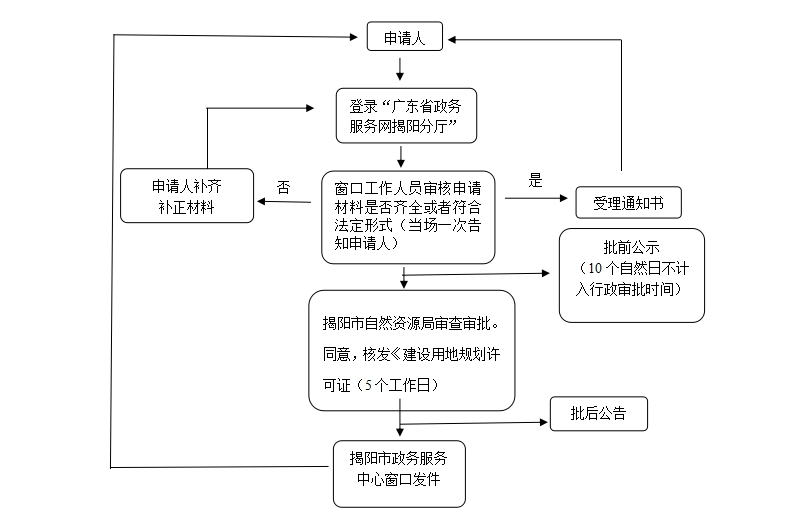 申请人
登录“广东省政务
服务网揭阳分厅”
申请人补齐
补正材料
否
窗口工作人员审核申请
材料是否齐全或者符合
法定形式（当场一次告
知申请人）
是
受理通知书
批前公示
（10个自然日不计
入行政审批时间）
揭阳市自然资源局审查审批。
同意，核发《建设用地规划许
可证（5个工作日）
批后公告
揭阳市政务服务
中心窗口发件